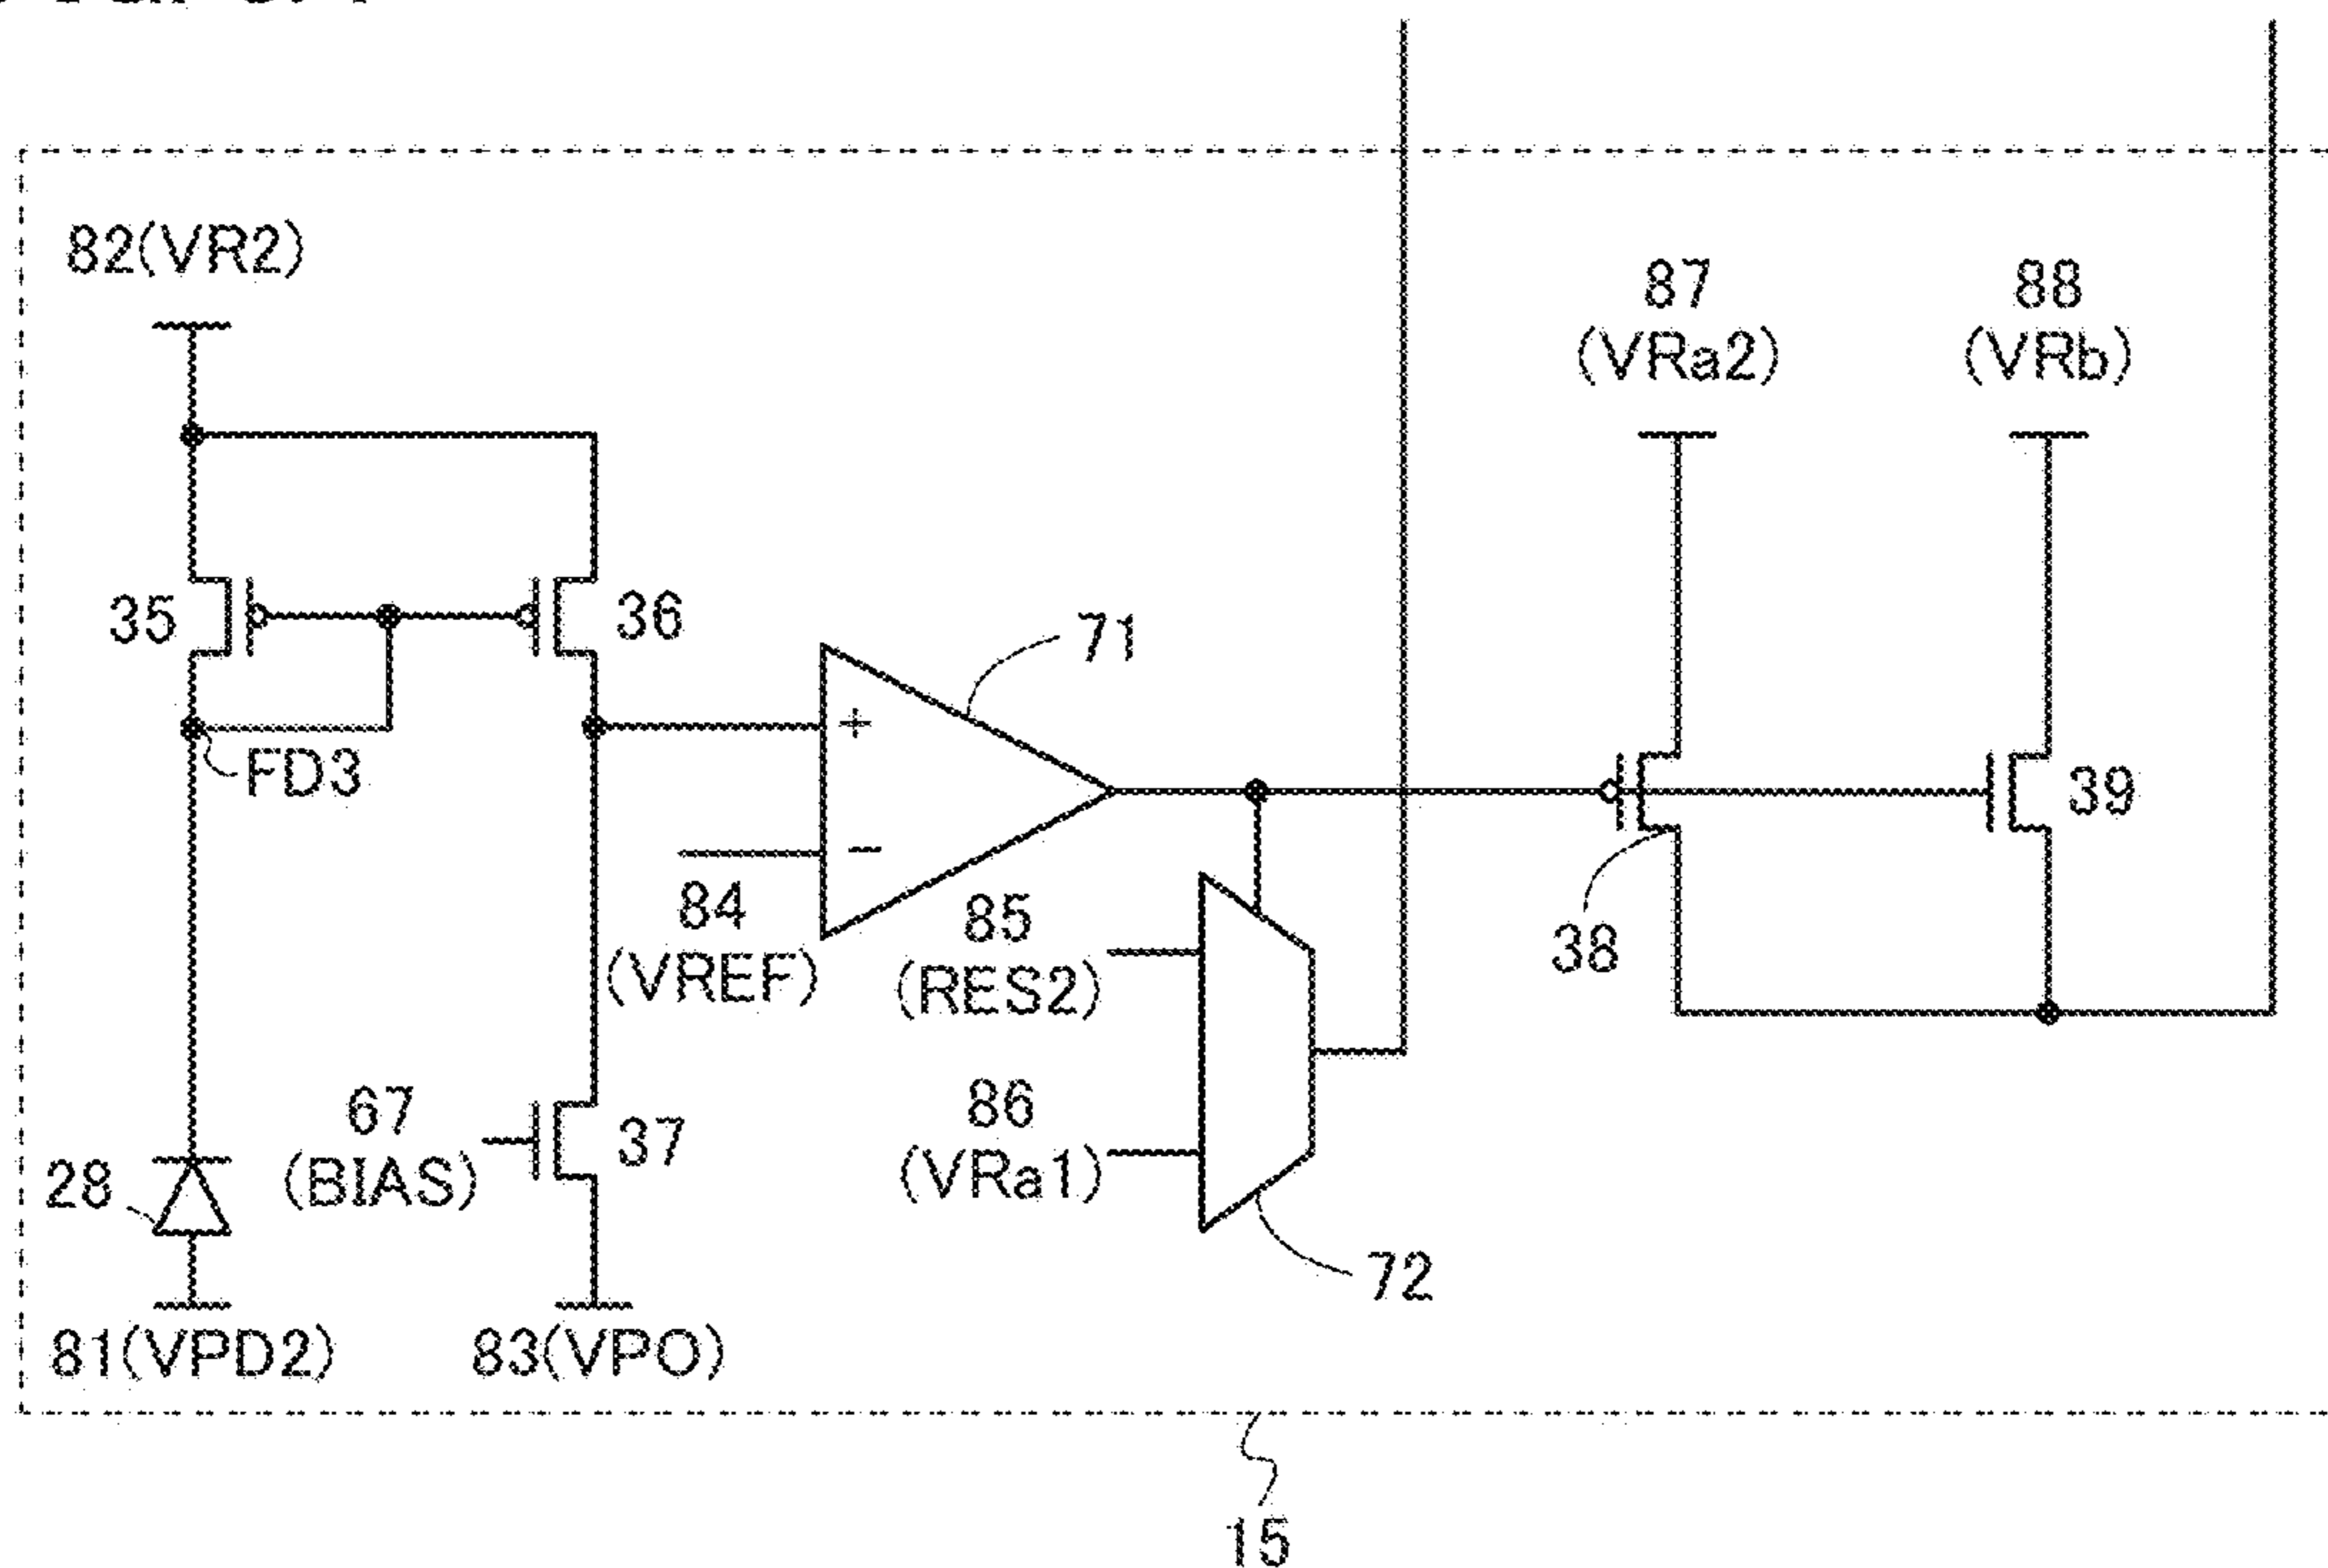 82(VR2)
87
(VRa2)
88
(VRb)
35
36
71
FD3
39
84
(VREF)
85
(RES2)
38
67
(BIAS)
37
86
(VRa1)
28
72
81(VPD2)
83(VPO)
15
+
-